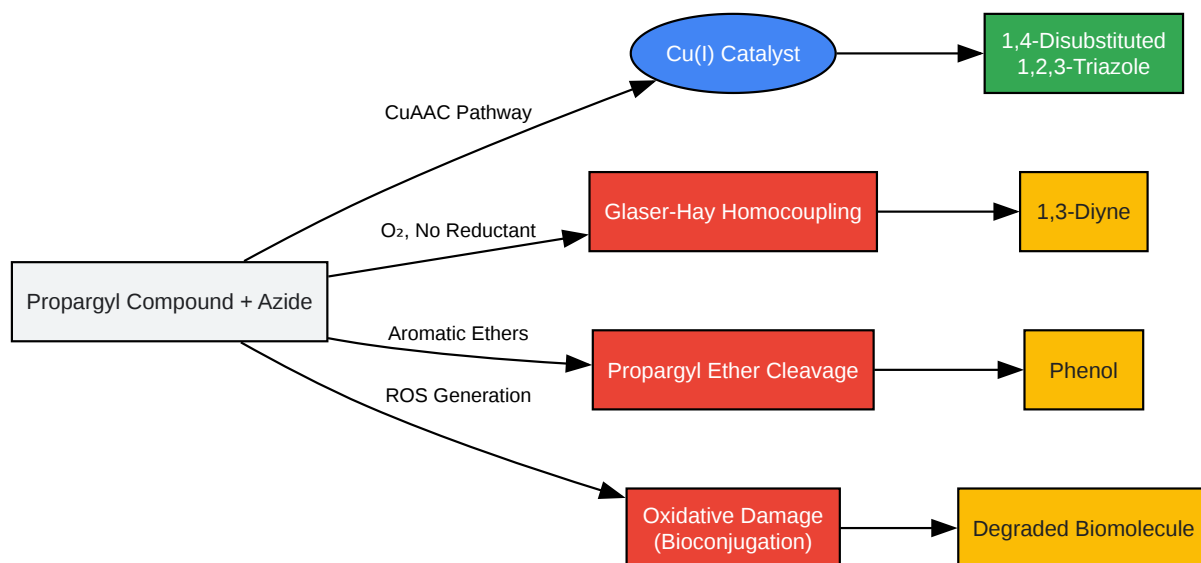 Cu(I) Catalyst
1,4-Disubstituted
1,2,3-Triazole
CuAAC Pathway
Glaser-Hay Homocoupling
1,3-Diyne
O₂, No Reductant
Propargyl Compound + Azide
Aromatic Ethers
Propargyl Ether Cleavage
Phenol
ROS Generation
Oxidative Damage
(Bioconjugation)
Degraded Biomolecule